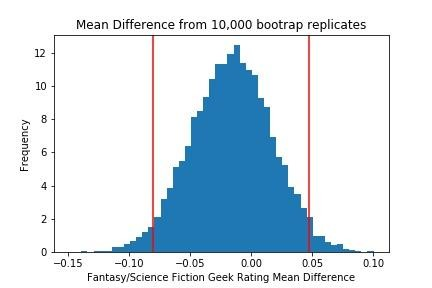 Mean Difference from 10,000 bootrap replicates
12
10
8
6
4
2
0
Frequency
−0.15 −0.10 −0.05 0.00 0.05 0.10
Fantasy/Science Fiction Geek Rating Mean Difference